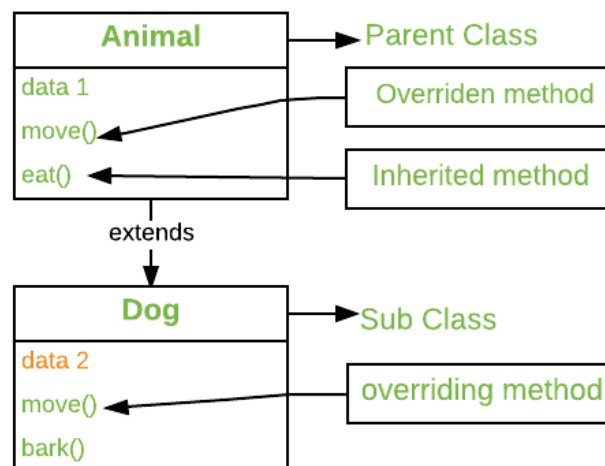 Animal
Parent Class
data 1
Overriden method
move()
Inherited method
eat()
extends
Dog
Sub Class
data 2
overriding method
move()
bark()